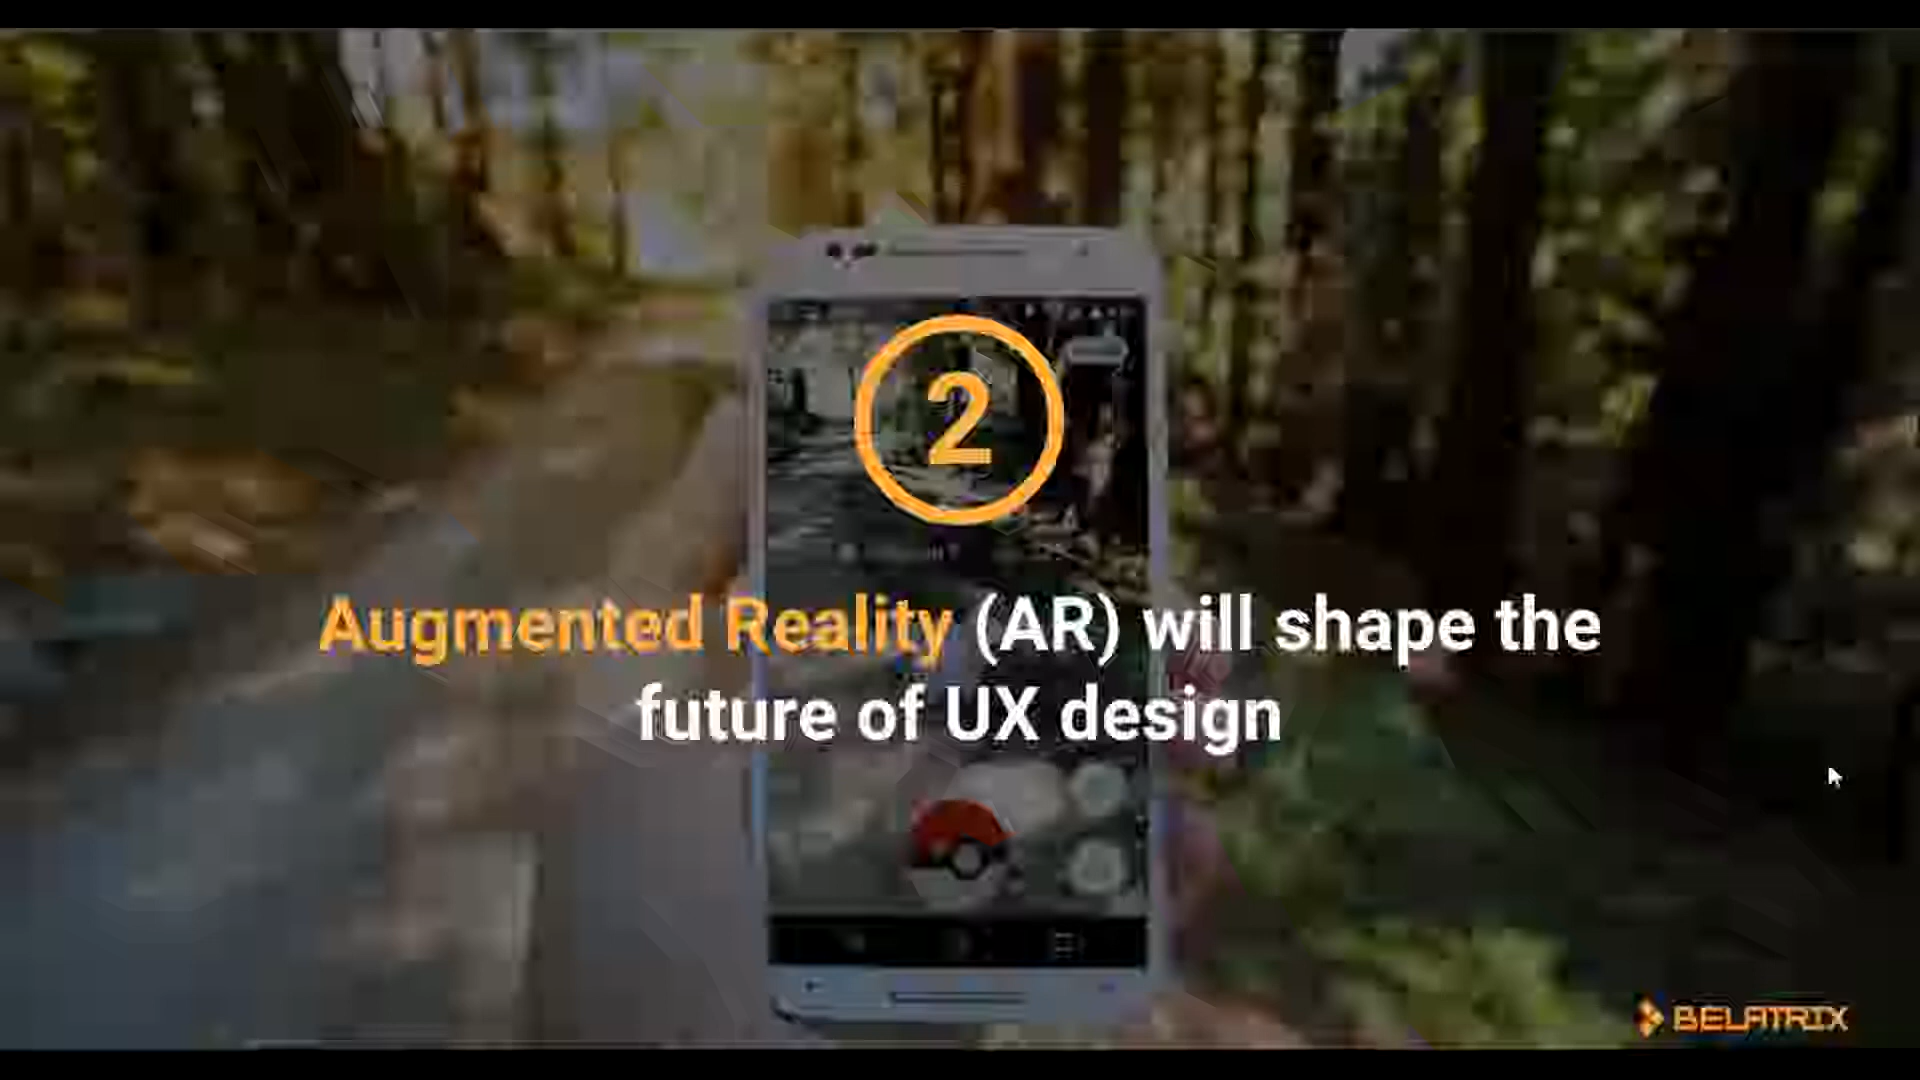 2
Augmented Reality (AR) will shape the
future of UX design
BELATRIX